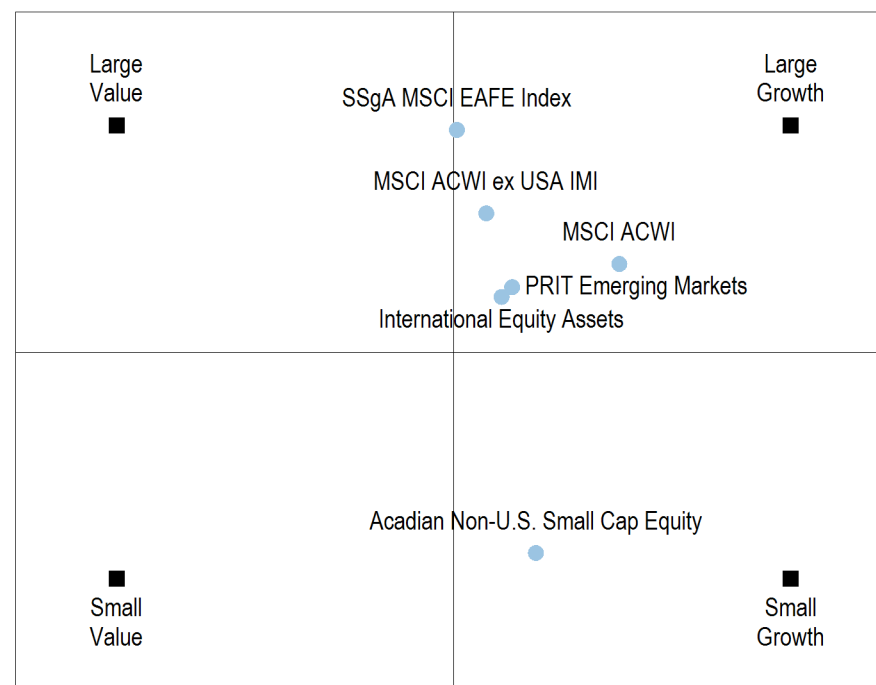 Large
Value
Large
Growth
SSgA MSCI EAFE Index
MSCI ACWI ex USA IMI
MSCI ACWI
PRIT Emerging Markets
International Equity Assets
Acadian Non-U.S. Small Cap Equity
Small
Value
Small
Growth